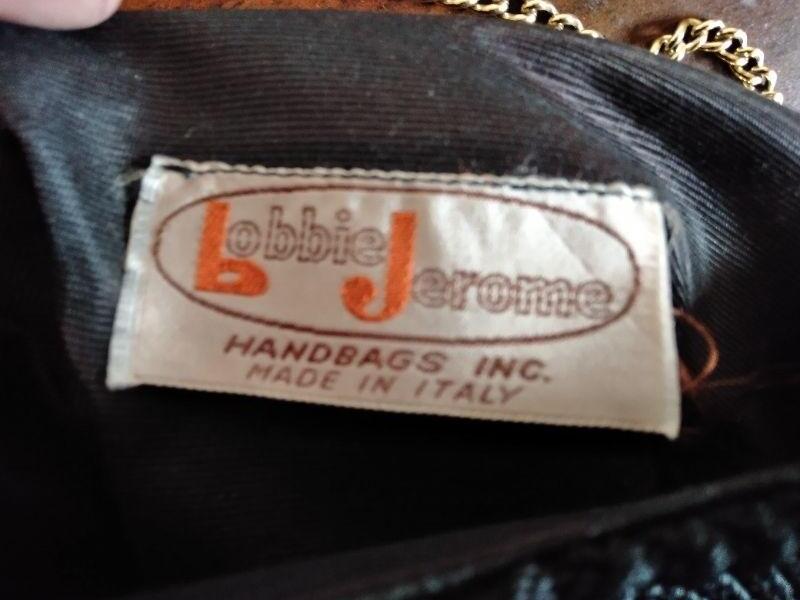 bobbie Jerome
HANDBAGS INC.
MADE IN ITALY